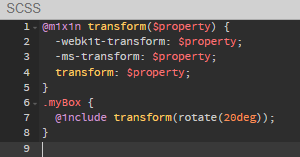 SCSS
1 @mixin transform($property) {
2 -webkit-transform: $property;
3 -ms-transform: $property;
4 transform: $property;
5 }
6 .myBox {
7 @include transform(rotate(20deg));
8 }
9